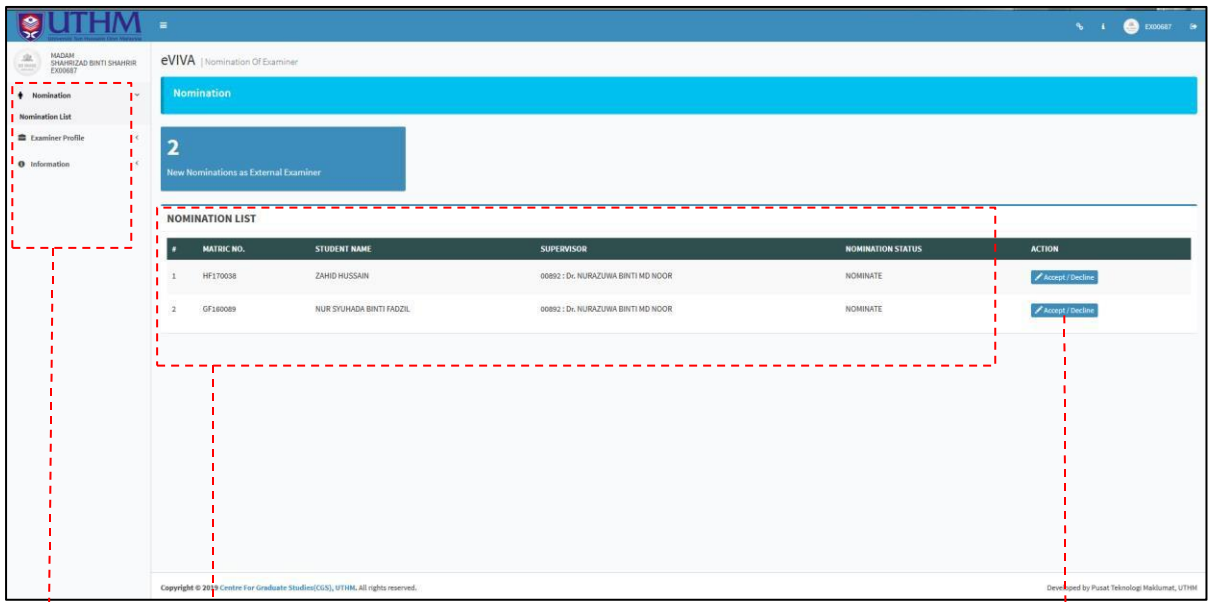 UTHM
EX00687
MADAM
SHAHRIZAD BINTI SHAHRIR
EX00687
Nomination
Nomination List
Examiner Profile
Information
eVIVA | Nomination Of Examiner
Nomination
2
New Nominations as External Examiner
NOMINATION LIST
# MATRIC NO. STUDENT NAME SUPERVISOR NOMINATION STATUS ACTION
1 HF170038 ZAHID HUSSAIN 00892 : Dr. NURAZUWA BINTI MD NOOR NOMINATE Accept / Decline
2 GF160089 NUR SYUHADA BINTI FADZIL 00892 : Dr. NURAZUWA BINTI MD NOOR NOMINATE Accept / Decline
Copyright © 2019 Centre For Graduate Studies(CGS), UTHM. All rights reserved. Developed by Pusat Teknologi Maklumat, UTHM